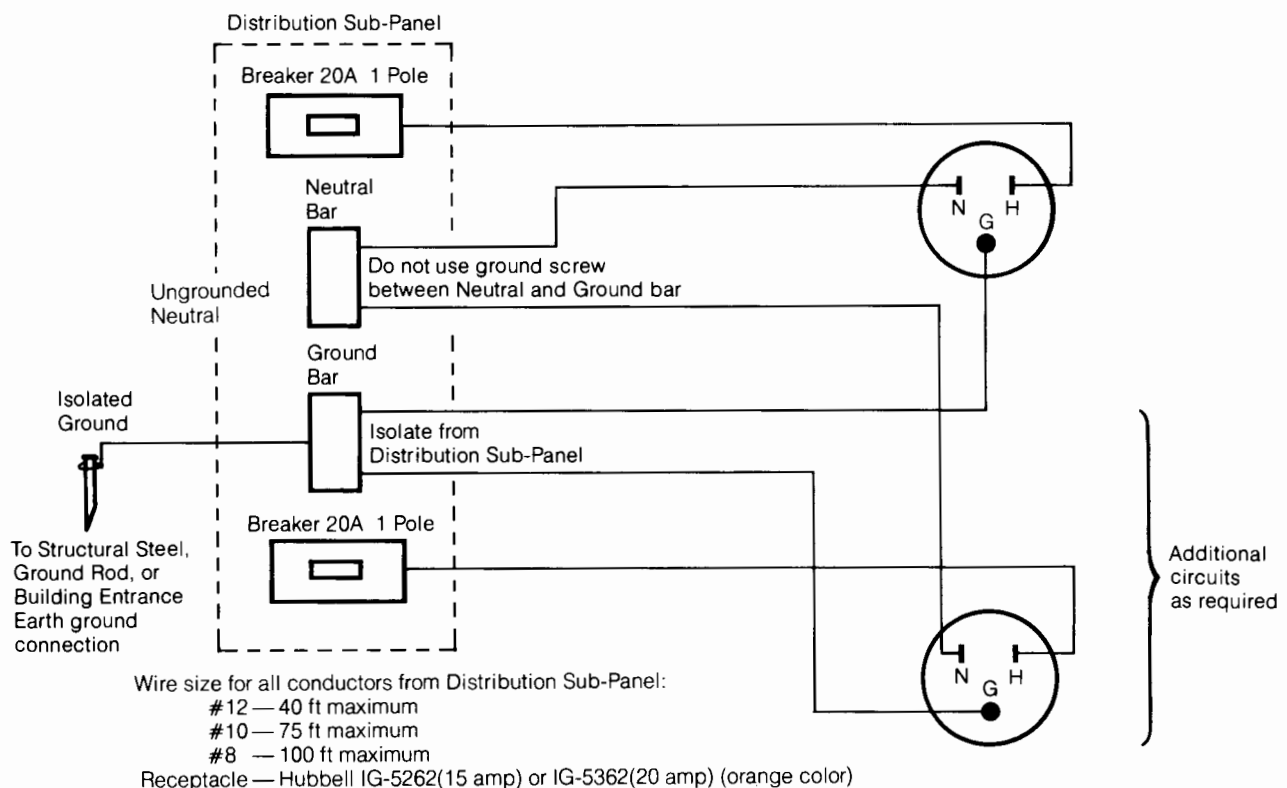 Distribution Sub-Panel
Breaker 20A 1 Pole
Neutral
Bar
N H
G
Do not use ground screw
between Neutral and Ground bar
Ungrounded
Neutral
Ground
Bar
Isolated
Ground
Isolate from
Distribution Sub-Panel
Breaker 20A 1 Pole
To Structural Steel,
Ground Rod, or
Building Entrance
Earth ground
connection
Additional
circuits
as required
N H
G
Wire size for all conductors from Distribution Sub-Panel:
#12 — 40 ft maximum
#10 — 75 ft maximum
#8 — 100 ft maximum
Receptacle — Hubbell IG-5262(15 amp) or IG-5362(20 amp) (orange color)